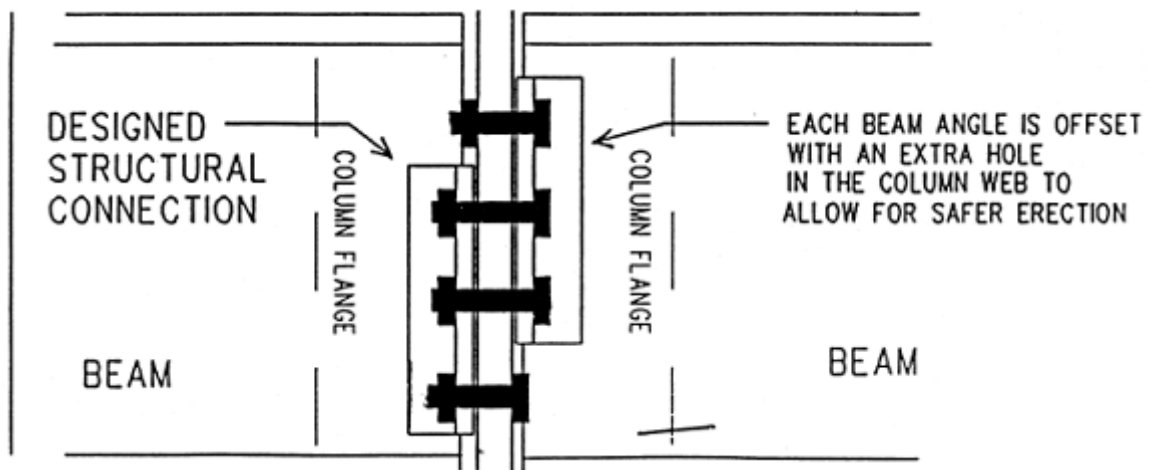 DESIGNED
STRUCTURAL
CONNECTION
COLUMN FLANGE
BEAM
COLUMN FLANGE
EACH BEAM ANGLE IS OFFSET
WITH AN EXTRA HOLE
IN THE COLUMN WEB TO
ALLOW FOR SAFER ERECTION
BEAM